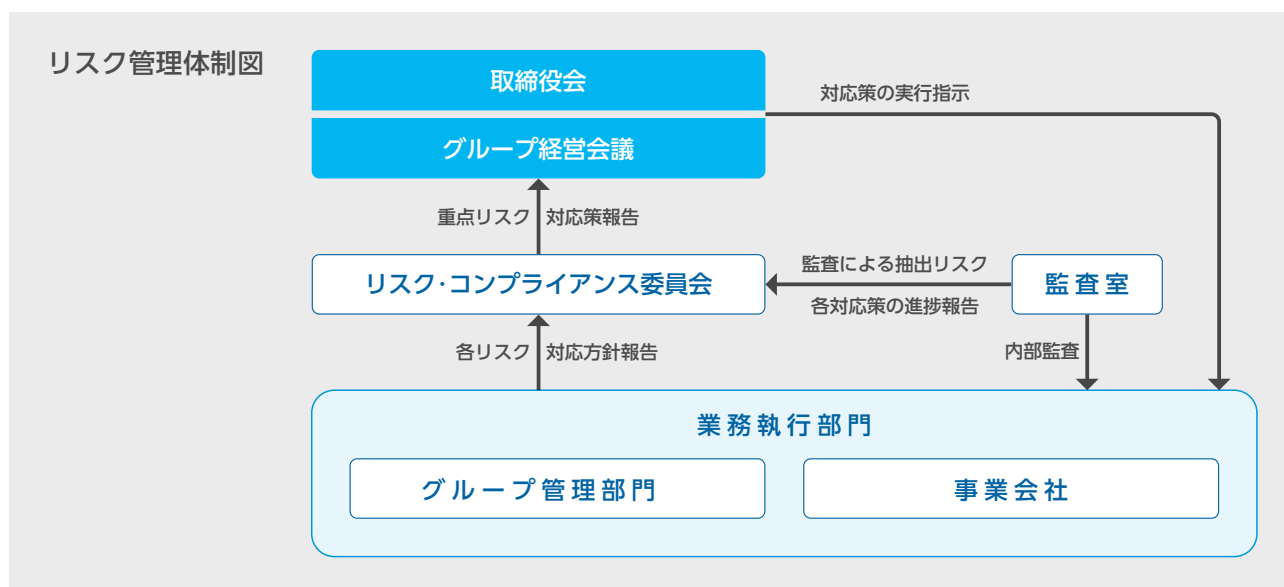 リスク管理体制図
取締役会
対応策の実行指示
グループ経営会議
重点リスク 対応策報告
監査による抽出リスク
リスク・コンプライアンス委員会
監査室
各対応策の進捗報告
各リスク 対応方針報告
内部監査
業務執行部門
グループ管理部門
事業会社